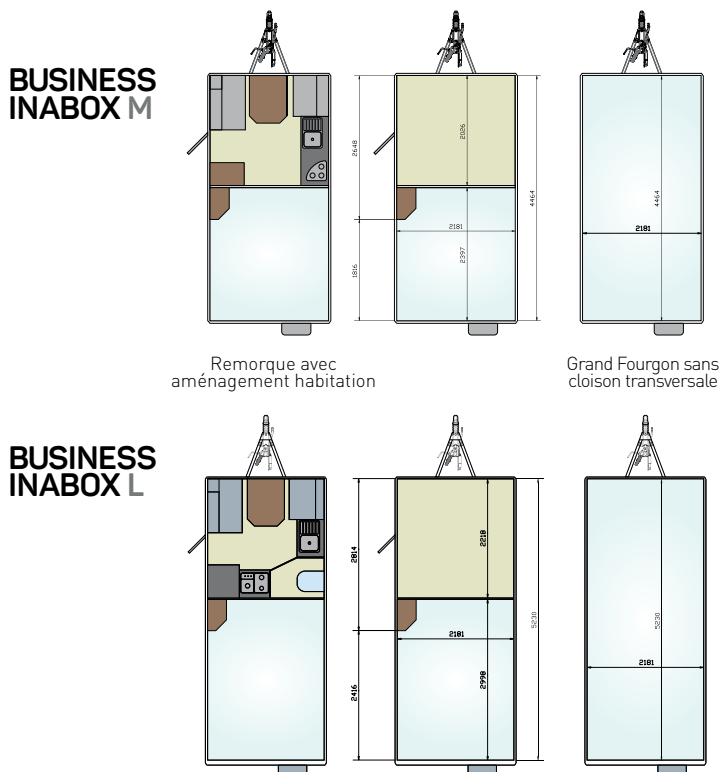 BUSINESS
INABOX M
2648
1816
2026
2181
2397
4464
4464
2181
Remorque avec
aménagement habitation
Grand Fourgon sans
cloison transversale
BUSINESS
INABOX L
2814
2416
2218
2181
2998
5230
5230
2181